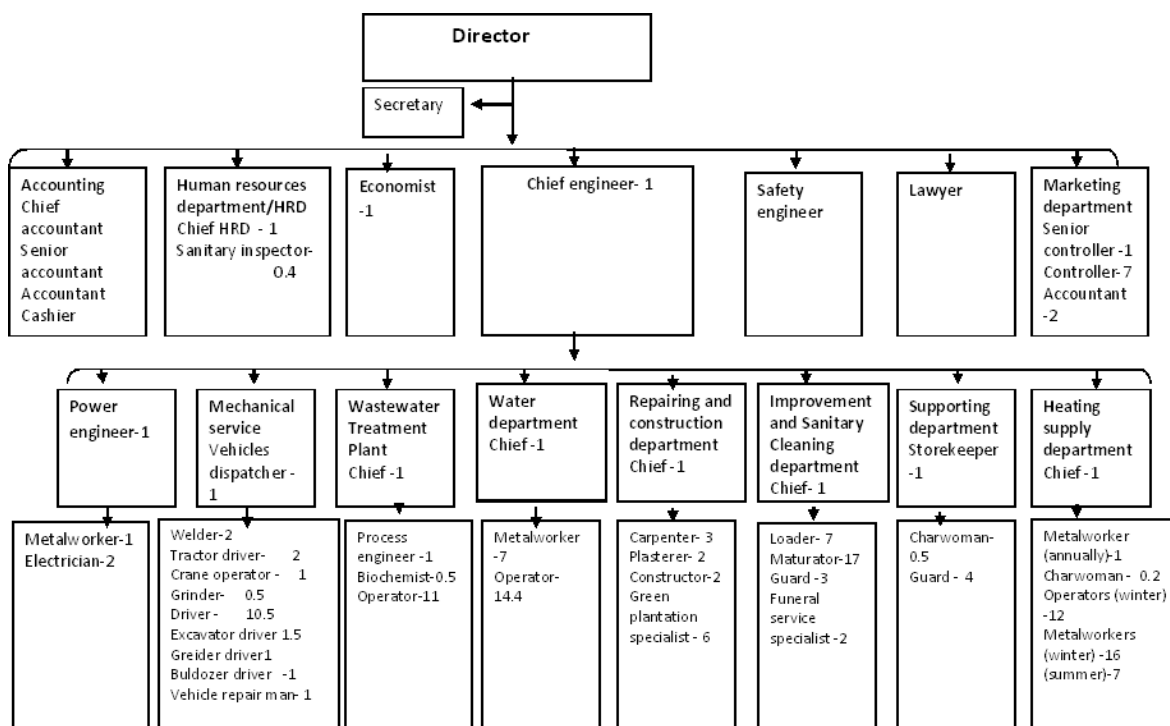 Director
Secretary
Accounting
Chief
accountant
Senior
accountant
Accountant
Cashier
Human resources
department/HRD
Chief HRD - 1
Sanitary inspector-
0.4
Economist
-1
Chief engineer- 1
Safety
engineer
Lawyer
Marketing
department
Senior
controller -1
Controller-7
Accountant
-2
Power
engineer-1
Mechanical
service
Vehicles
dispatcher -
1
Wastewater
Treatment
Plant
Chief -1
Water
department
Chief -1
Repairing and
construction
department
Chief -1
Improvement
and Sanitary
Cleaning
department
Chief- 1
Supporting
department
Storekeeper
-1
Heating
supply
department
Chief -1
Metalworker-1
Electrician-2
Welder-2
Tractor driver- 2
Crane operator - 1
Grinder- 0.5
Driver - 10.5
Excavator driver 1.5
Greider driver1
Buldozer driver -1
Vehicle repair man- 1
Process
engineer -1
Biochemist-0.5
Operator-11
Metalworker
-7
Operator-
14.4
Carpenter- 3
Plasterer- 2
Constructor-2
Green
plantation
specialist - 6
Loader- 7
Maturator-17
Guard -3
Funeral
service
specialist -2
Charwoman-
0.5
Guard - 4
Metalworker
(annually)-1
Charwoman - 0.2
Operators (winter)
-12
Metalworkers
(winter) -16
(summer)-7